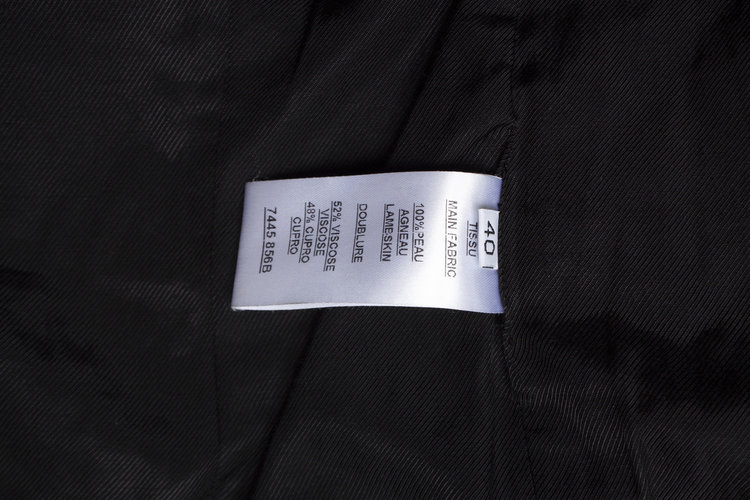 40
TISSU
MAIN FABRIC
100% PEAU
AGNEAU
LAMBSKIN
DOUBLURE
52% VISCOSE
VISCOSE
48% CUPRO
CUPRO
7445 856B